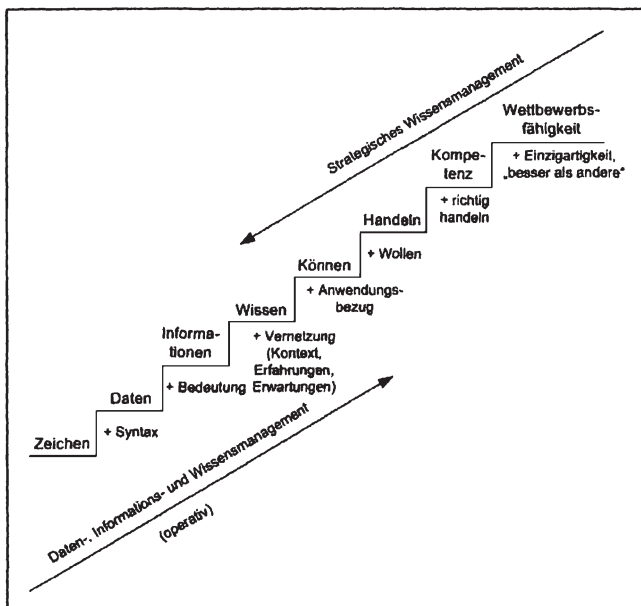 Strategisches Wissensmanagement
Wettbewerbs-
fähigkeit
+ Einzigartigkeit,
„besser als andere“
Kompe-
tenz
+ richtig
handeln
Handeln
+ Wollen
Können
+ Anwendungs-
bezug
Wissen
+ Vernetzung
(Kontext,
Erfahrungen,
Erwartungen)
Informa-
tionen
+ Bedeutung
Daten
+ Syntax
Zeichen
Daten-, Informations- und Wissensmanagement
(operativ)